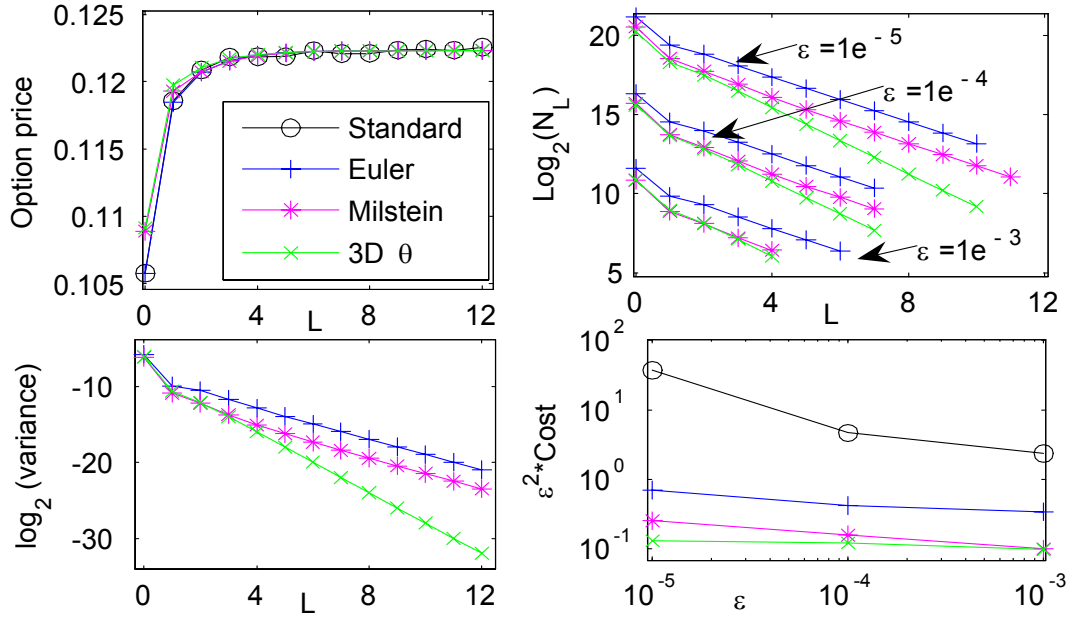 Option price
0.125
0.12
0.115
0.11
0.105
0
4
8
12
L
Standard
Euler
Milstein
3D θ
Log2(NL)
20
15
10
5
0
4
8
12
L
ε =1e - 5
ε =1e - 4
ε =1e - 3
log2 (variance)
-10
-20
-30
0
4
8
12
L
ε2*Cost
10 2
10 1
10 0
10 -1
10 -5
10 -4
10 -3
ε